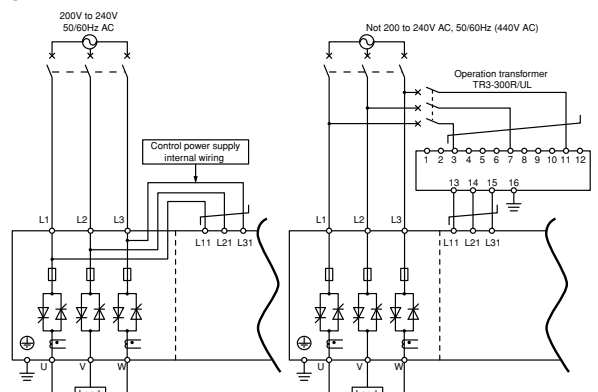 200V to 240V
50/60Hz AC
Not 200 to 240V AC, 50/60Hz (440V AC)
Operation transformer
TR3-300R/UL
Control power supply
internal wiring
1 2 3 4 5 6 7 8 9 10 11 12
13 14 15 16
L1 L2 L3
L11 L21 L31
L1 L2 L3
L11 L21 L31
U V W
U V W
Load
Load